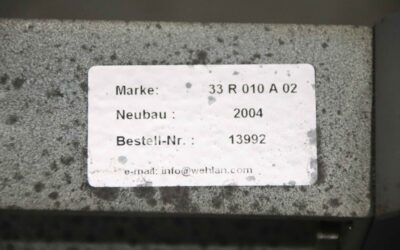 Marke: 33 R 010 A 02
Neubau : 2004
Bestell-Nr. : 13992
e-mail: info@wehlan.com